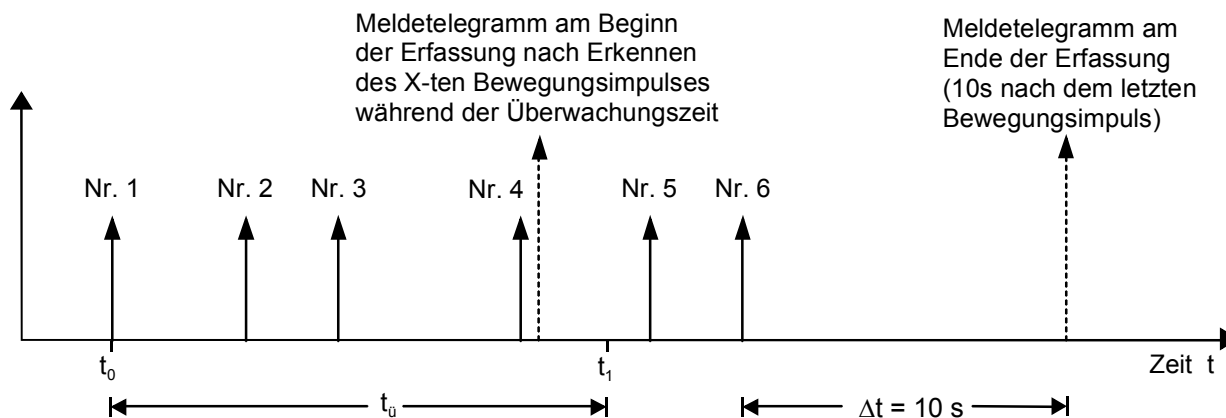 Meldetelegramm am Beginn
der Erfassung nach Erkennen
des X-ten Bewegungsimpulses
während der Überwachungszeit
Meldetelegramm am
Ende der Erfassung
(10s nach dem letzten
Bewegungsimpuls)
Nr. 1
Nr. 2
Nr. 3
Nr. 4
Nr. 5
Nr. 6
t0
t1
Zeit t
tü
Δt = 10 s